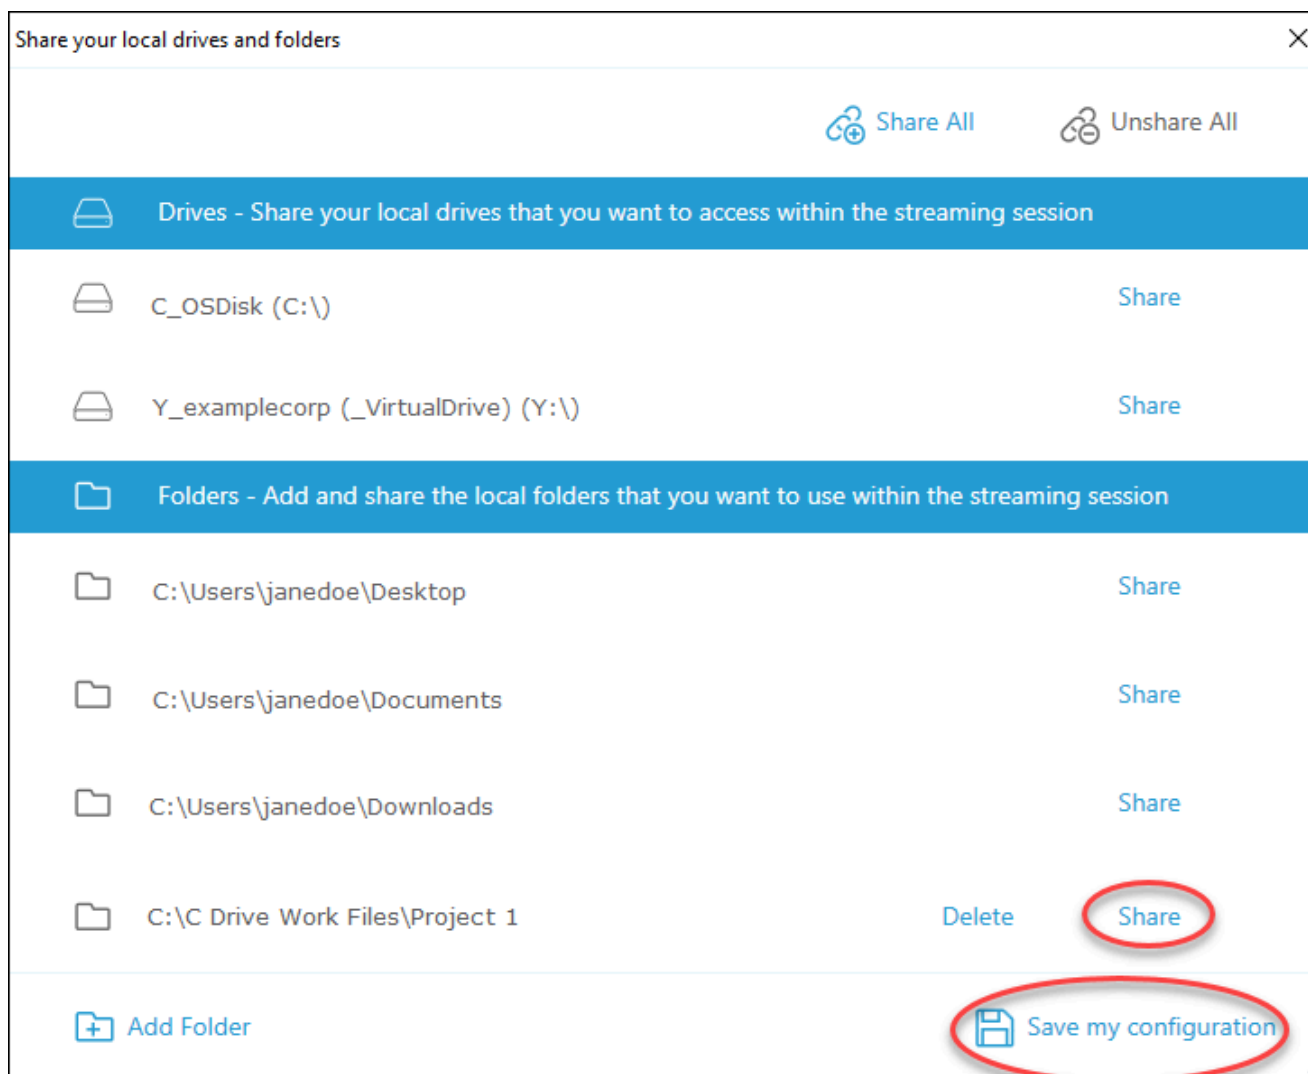 Share your local drives and folders
Share All
Unshare All
Drives - Share your local drives that you want to access within the streaming session
C_OSDisk (C:\)
Share
Y_examplecorp (_VirtualDrive) (Y:\)
Share
Folders - Add and share the local folders that you want to use within the streaming session
C:\Users\janedoe\Desktop
Share
C:\Users\janedoe\Documents
Share
C:\Users\janedoe\Downloads
Share
C:\C Drive Work Files\Project 1
Delete
Share
Add Folder
Save my configuration